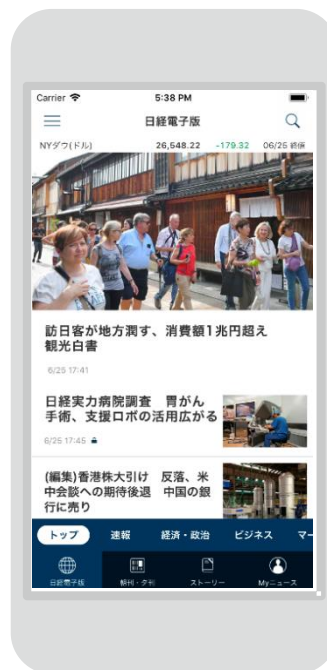 Carrier 5:38 PM
日経電子版
NYダウ(ドル) 26,548.22 -179.32 06/25 終値
訪日客が地方潤す、消費額1兆円超え
観光白書
6/25 17:41
日経実力病院調査 胃がん
手術、支援ロボの活用広がる
6/25 17:45
(編集)香港株大引け 反落、米
中会談への期待後退 中国の銀
行に売り
トップ 速報 経済・政治 ビジネス マー
日経電子版 朝刊・夕刊 ストーリー Myニュース